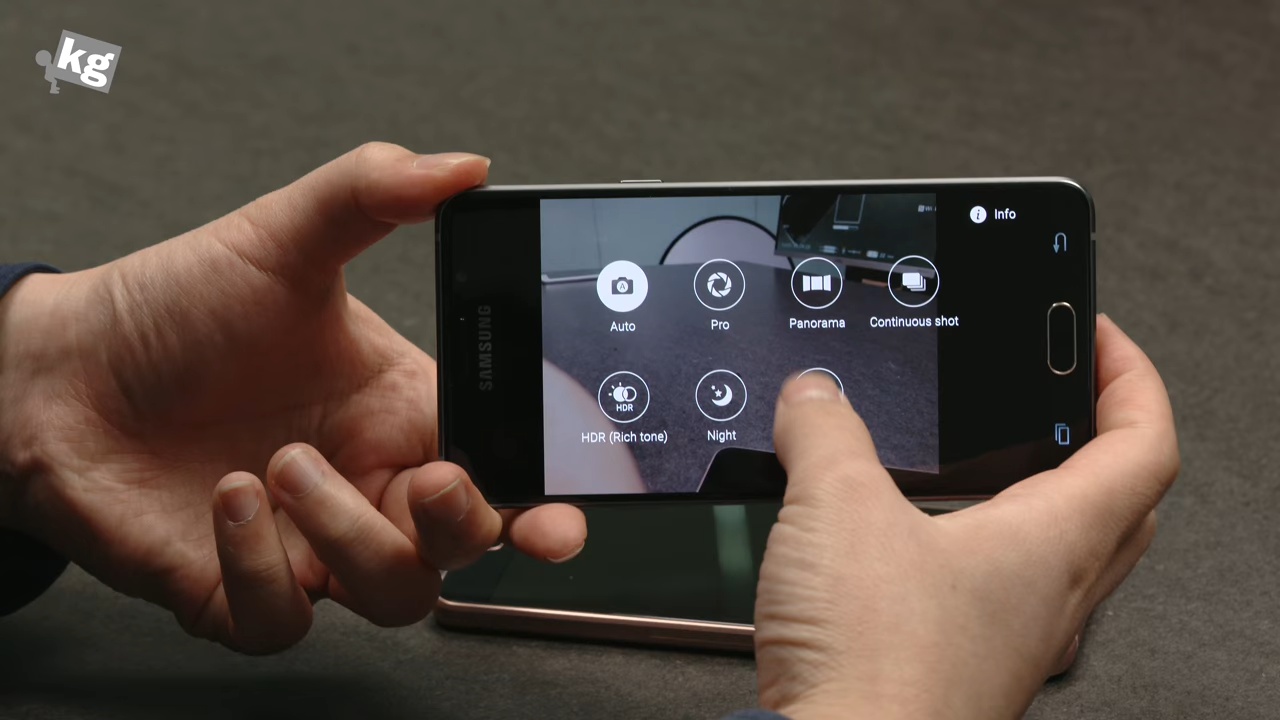 kg
SAMSUNG
Info
Auto
Pro
Panorama
Continuous shot
HDR
HDR (Rich tone)
Night